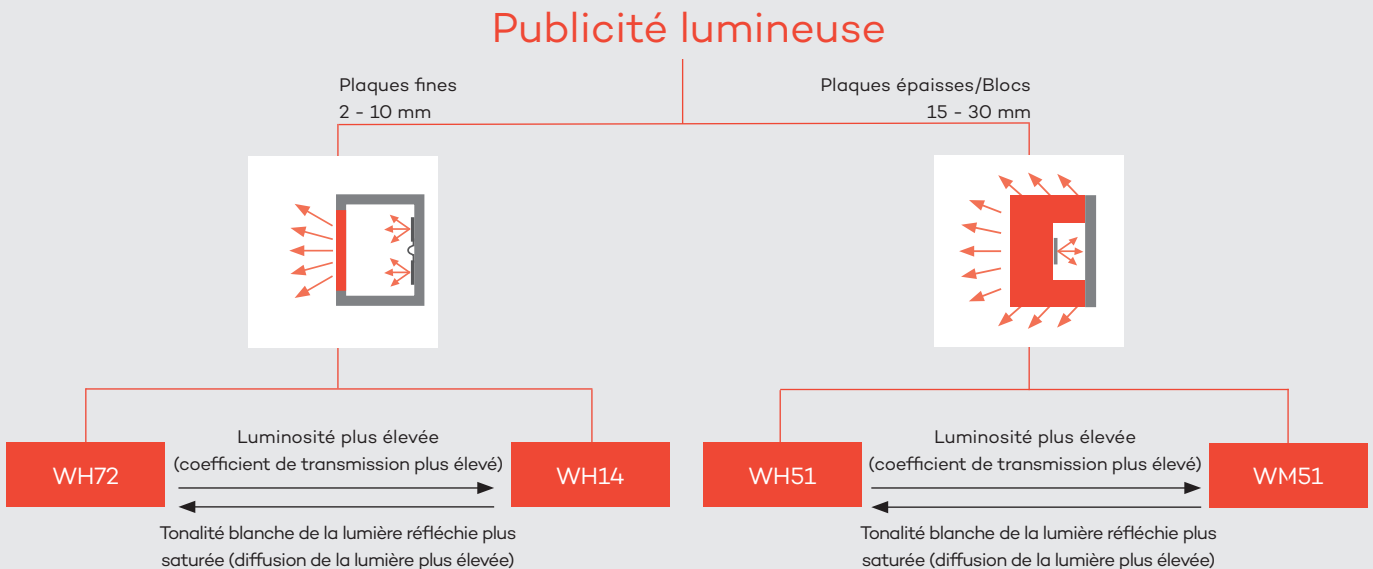 Publicité lumineuse
Plaques fines
2 - 10 mm
Plaques épaisses/Blocs
15 - 30 mm
WH72
Luminosité plus élevée
(coefficient de transmission plus élevé)
Tonalité blanche de la lumière réfléchie plus
saturée (diffusion de la lumière plus élevée)
WH14
WH51
Luminosité plus élevée
(coefficient de transmission plus élevé)
Tonalité blanche de la lumière réfléchie plus
saturée (diffusion de la lumière plus élevée)
WM51